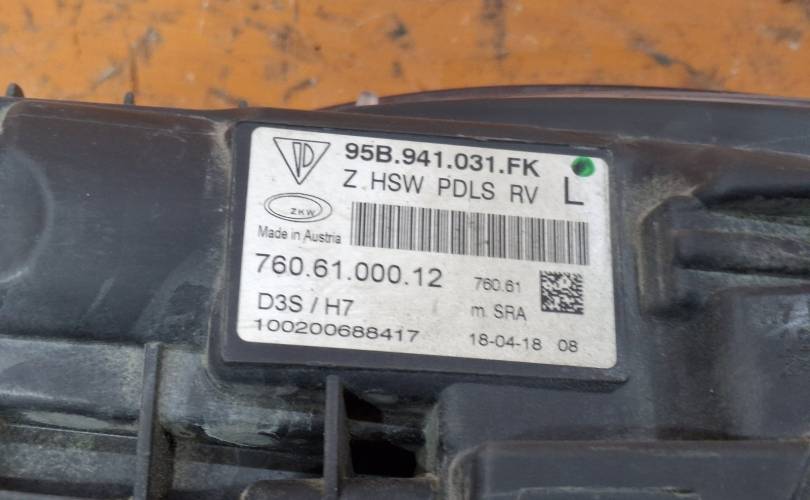 95B.941.031.FK
Z HSW PDLS RV L
ZKW
Made in Austria
760.61.000.12 760.61
D3S / H7 m. SRA
100200688417 18-04-18 08